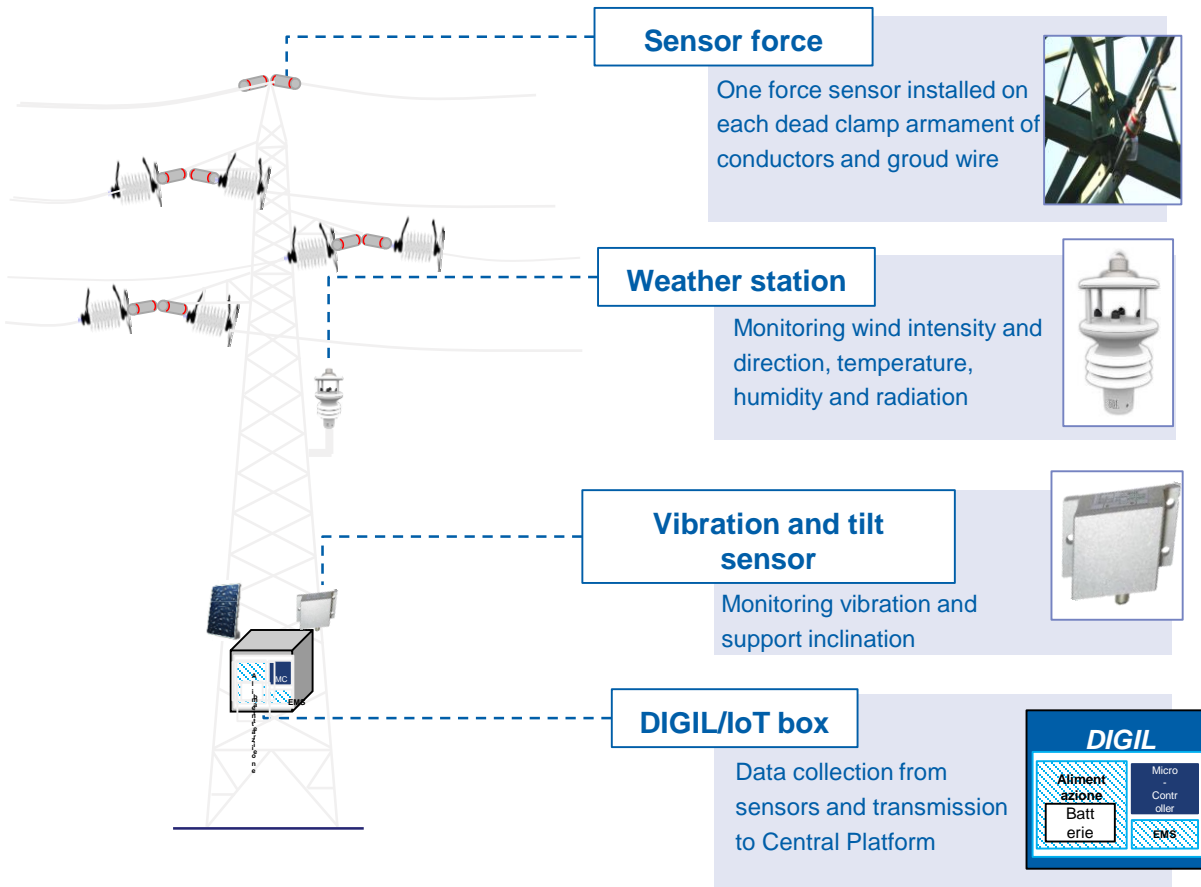 Sensor force
One force sensor installed on
each dead clamp armament of
conductors and groud wire
Weather station
Monitoring wind intensity and
direction, temperature,
humidity and radiation
Vibration and tilt
sensor
Monitoring vibration and
support inclination
MC
EMS
DIGIL/IoT box
Data collection from
sensors and transmission
to Central Platform
DIGIL
Aliment
azione
Batt
erie
Micro
-
Contr
oller
EMS